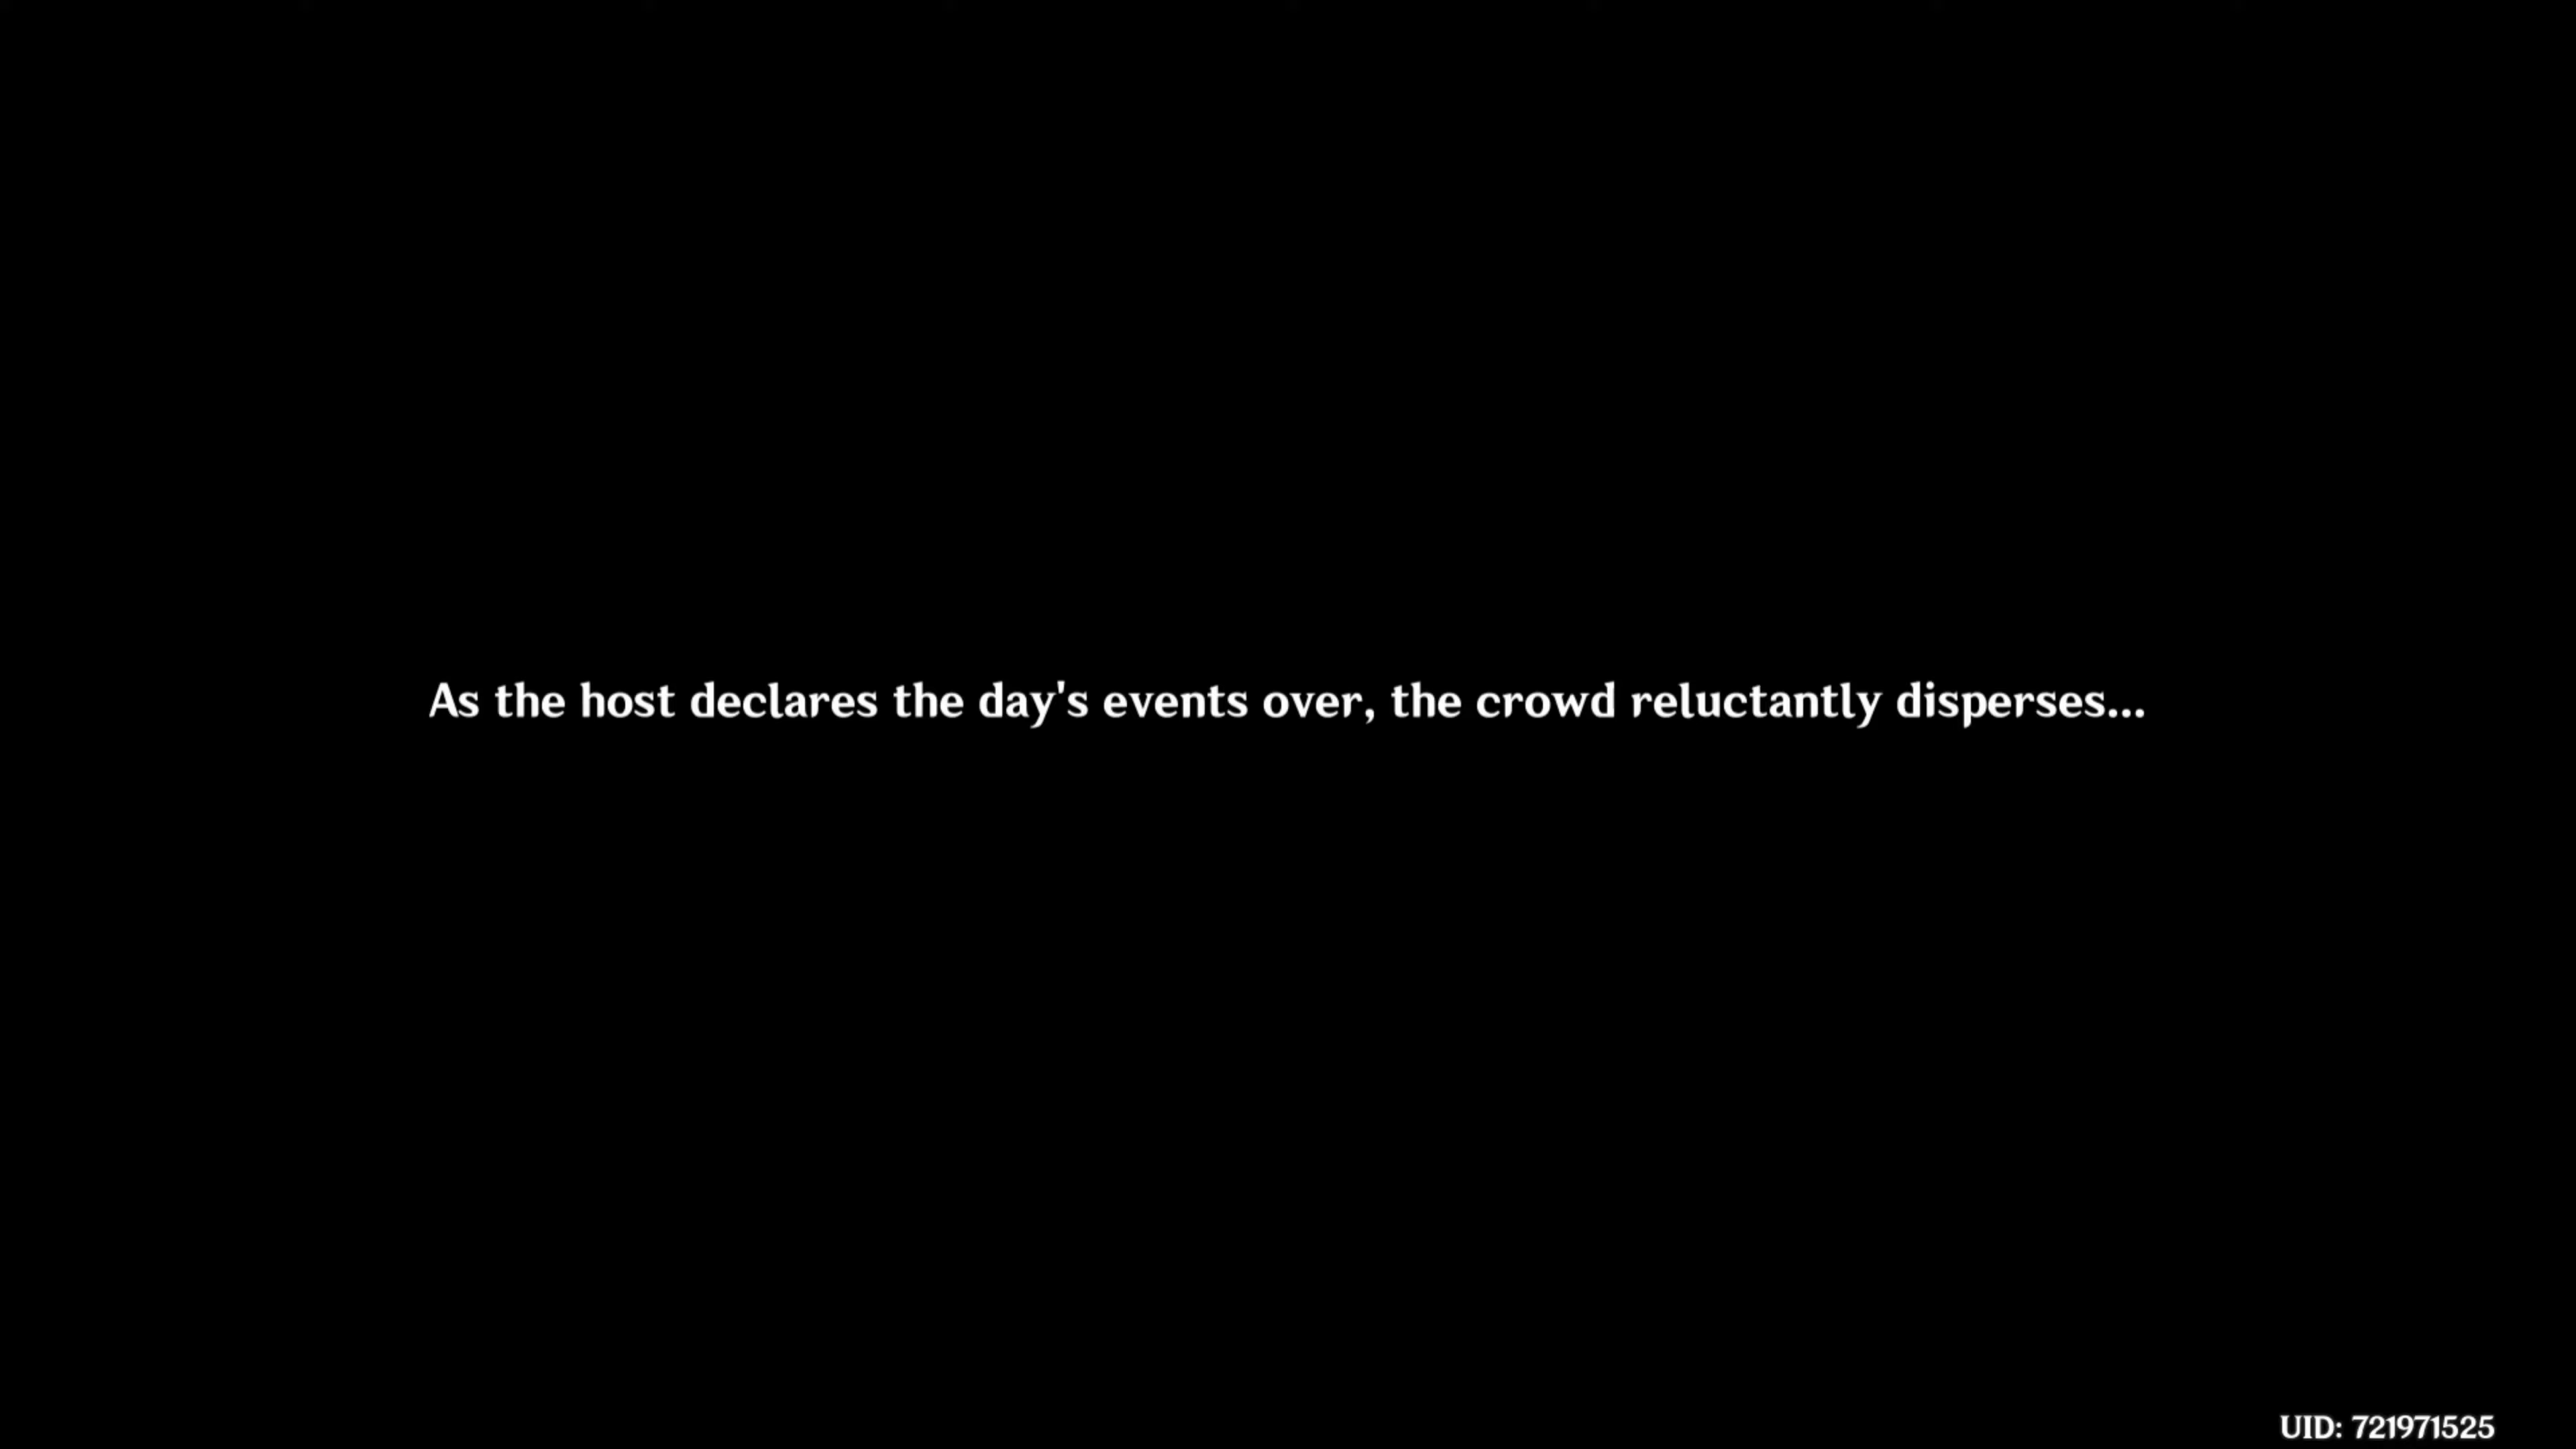 As the host declares the day's events over, the crowd reluctantly disperses...
UID: 721971525